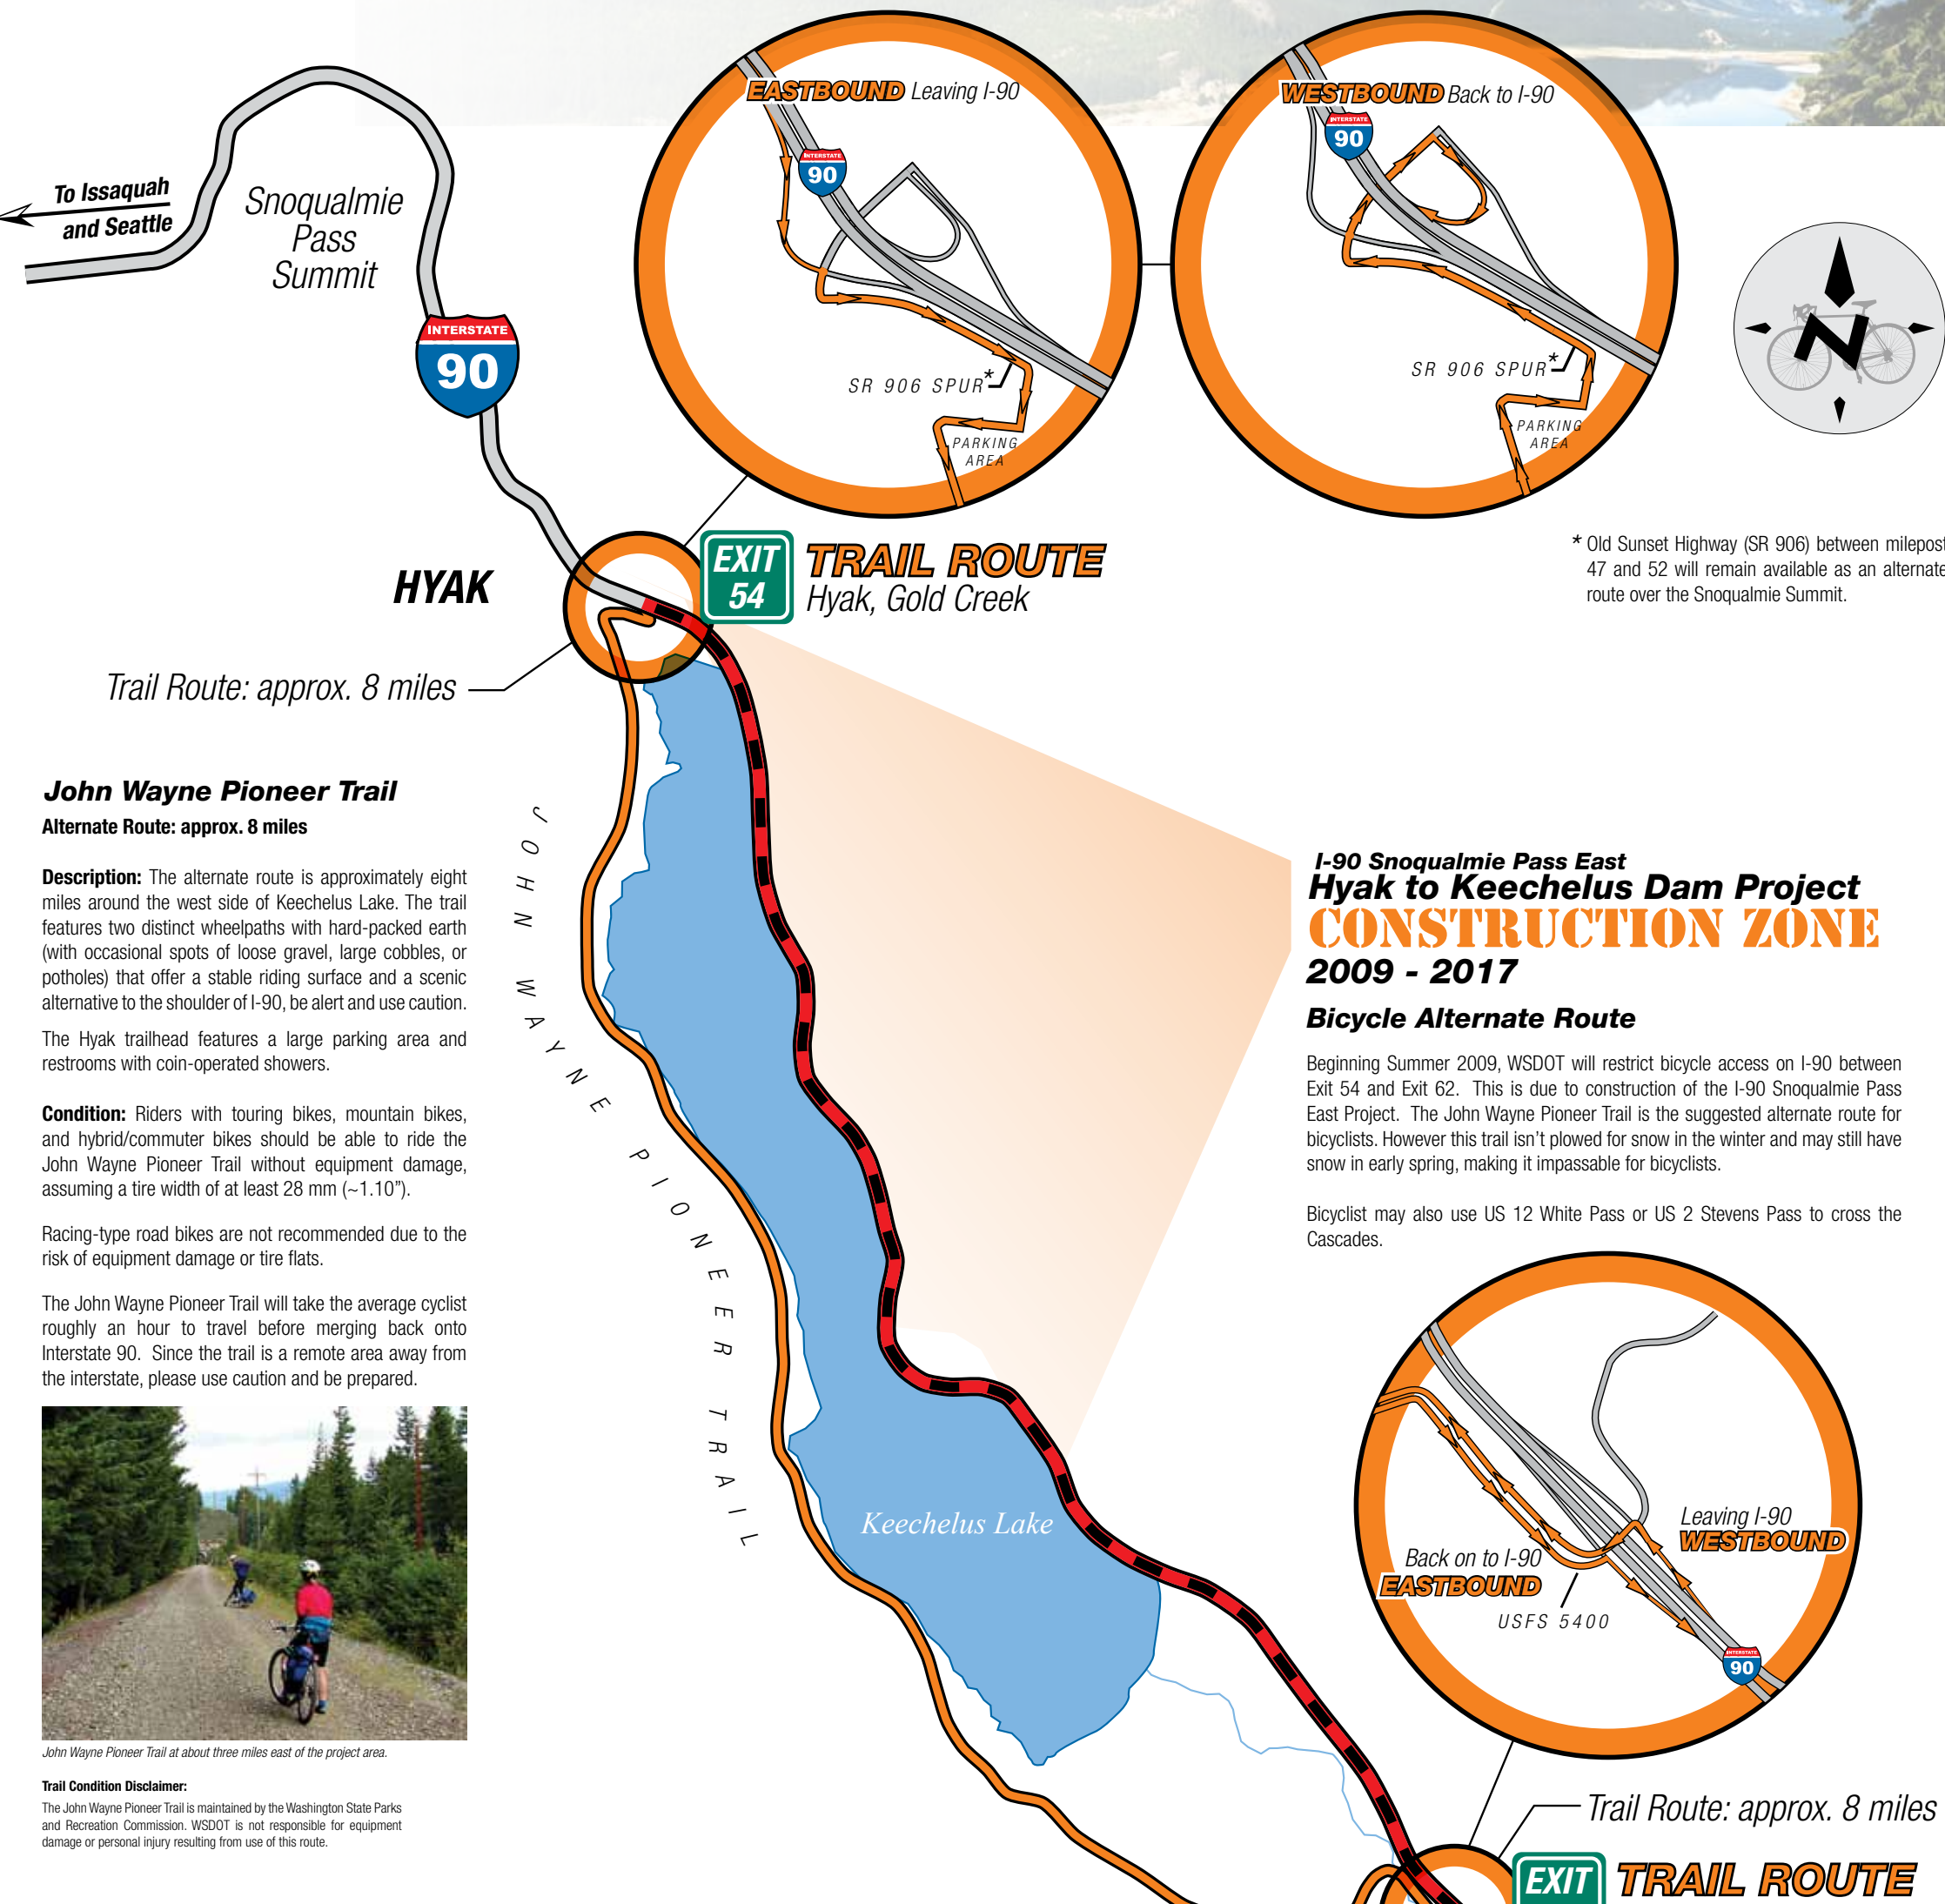 EASTBOUND Leaving I-90
INTERSTATE
90
SR 906 SPUR*
PARKING
AREA
WESTBOUND Back to I-90
INTERSTATE
90
SR 906 SPUR*
PARKING
AREA
To Issaquah
and Seattle
Snoqualmie
Pass
Summit
INTERSTATE
90
N
* Old Sunset Highway (SR 906) between milepost
47 and 52 will remain available as an alternate
route over the Snoqualmie Summit.
HYAK
EXIT
54
TRAIL ROUTE
Hyak, Gold Creek
Trail Route: approx. 8 miles
John Wayne Pioneer Trail
Alternate Route: approx. 8 miles
Description: The alternate route is approximately eight
miles around the west side of Keechelus Lake. The trail
features two distinct wheelpaths with hard-packed earth
(with occasional spots of loose gravel, large cobbles, or
potholes) that offer a stable riding surface and a scenic
alternative to the shoulder of I-90, be alert and use caution.
The Hyak trailhead features a large parking area and
restrooms with coin-operated showers.
Condition: Riders with touring bikes, mountain bikes,
and hybrid/commuter bikes should be able to ride the
John Wayne Pioneer Trail without equipment damage,
assuming a tire width of at least 28 mm (~1.10”).
Racing-type road bikes are not recommended due to the
risk of equipment damage or tire flats.
The John Wayne Pioneer Trail will take the average cyclist
roughly an hour to travel before merging back onto
Interstate 90. Since the trail is a remote area away from
the interstate, please use caution and be prepared.
John Wayne Pioneer Trail at about three miles east of the project area.
Trail Condition Disclaimer:
The John Wayne Pioneer Trail is maintained by the Washington State Parks
and Recreation Commission. WSDOT is not responsible for equipment
damage or personal injury resulting from use of this route.
JOHN WAYNE PIONEER TRAIL
Keechelus Lake
I-90 Snoqualmie Pass East
Hyak to Keechelus Dam Project
CONSTRUCTION ZONE
2009 - 2017
Bicycle Alternate Route
Beginning Summer 2009, WSDOT will restrict bicycle access on I-90 between
Exit 54 and Exit 62. This is due to construction of the I-90 Snoqualmie Pass
East Project. The John Wayne Pioneer Trail is the suggested alternate route for
bicyclists. However this trail isn’t plowed for snow in the winter and may still have
snow in early spring, making it impassable for bicyclists.
Bicyclist may also use US 12 White Pass or US 2 Stevens Pass to cross the
Cascades.
Leaving I-90
WESTBOUND
Back on to I-90
EASTBOUND
USFS 5400
INTERSTATE
90
Trail Route: approx. 8 miles
EXIT
TRAIL ROUTE